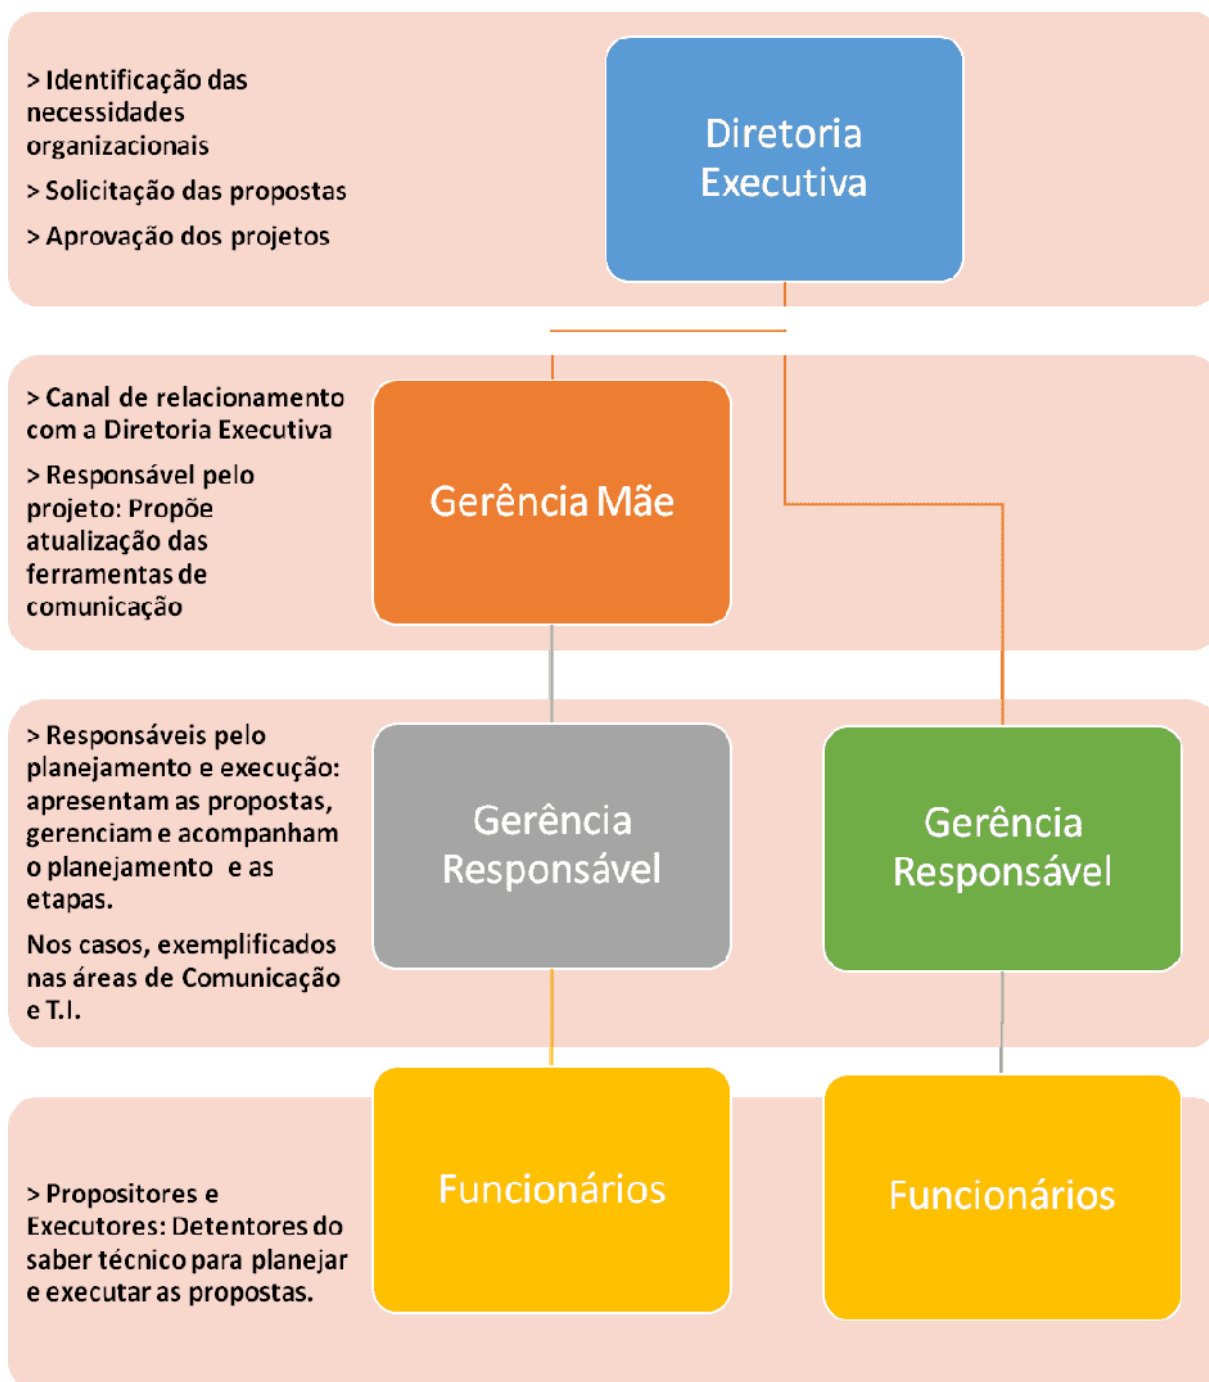 > Identificação das
necessidades
organizacionais
> Solicitação das propostas
> Aprovação dos projetos
Diretoria
Executiva
> Canal de relacionamento
com a Diretoria Executiva
> Responsável pelo
projeto: Propõe
atualização das
ferramentas de
comunicação
Gerência Mãe
> Responsáveis pelo
planejamento e execução:
apresentam as propostas,
gerenciam e acompanham
o planejamento e as
etapas.
Nos casos, exemplificados
nas áreas de Comunicação
e T.I.
Gerência
Responsável
Gerência
Responsável
> Propositores e
Executores: Detentores do
saber técnico para planejar
e executar as propostas.
Funcionários
Funcionários